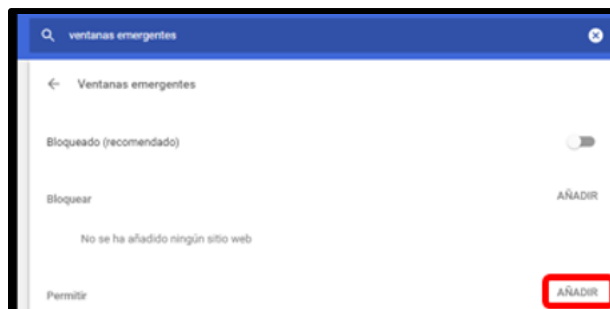 ventanas emergentes
Ventanas emergentes
Bloqueado (recomendado)
Bloquear AÑADIR
No se ha añadido ningún sitio web
Permitir AÑADIR